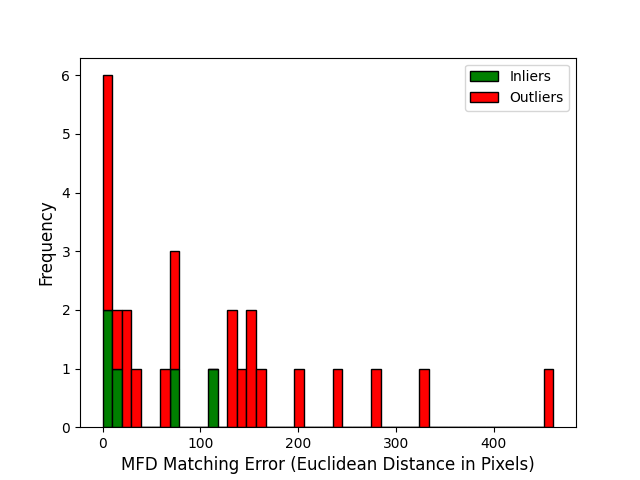 Inliers
Outliers
6
5
4
3
2
1
0
Frequency
0 100 200 300 400
MFD Matching Error (Euclidean Distance in Pixels)